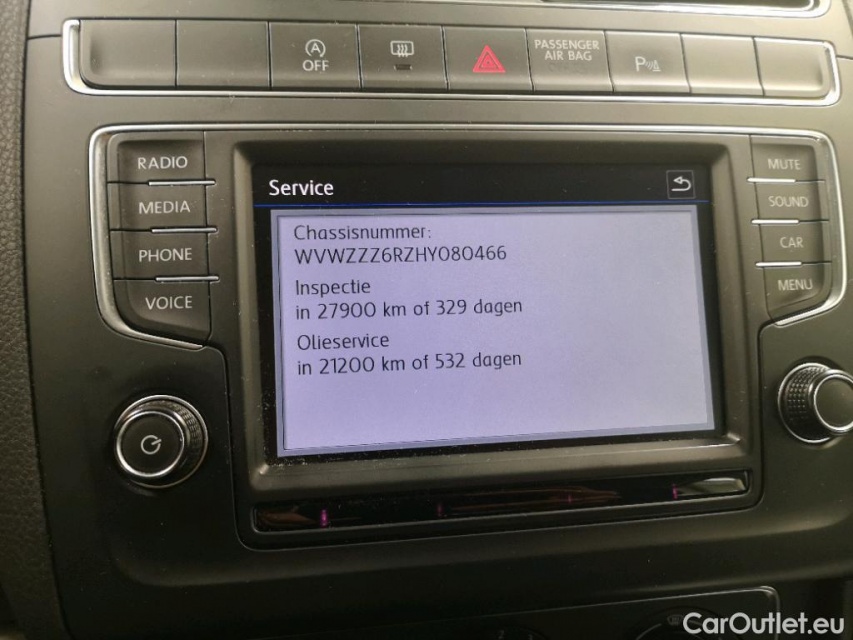 OFF
PASSENGER
AIR BAG
P
RADIO
MEDIA
PHONE
VOICE
Service
Chassisnummer:
WVWZZZ6RZHY080466
Inspectie
in 27900 km of 329 dagen
Olieservice
in 21200 km of 532 dagen
MUTE
SOUND
CAR
MENU
CarOutlet.eu